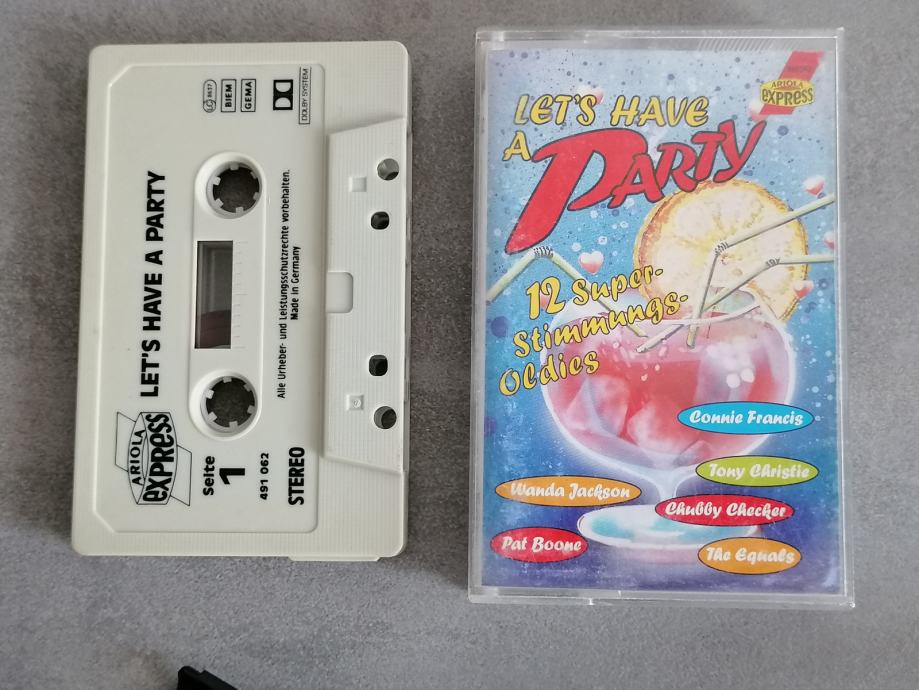 LET'S HAVE A PARTY
ARIOLA
EXPRESS
Seite
1
491 062
STEREO
Alle Urheber- und Leistungsschutzrechte vorbehalten.
Made in Germany
BIEM
GEMA
DOLBY SYSTEM
ARIOLA
EXPRESS
LET'S HAVE
A PARTY
12 Super-
Stimmungs-
Oldies
Connie Francis
Tony Christie
Wanda Jackson
Chubby Checker
Pat Boone
The Equals